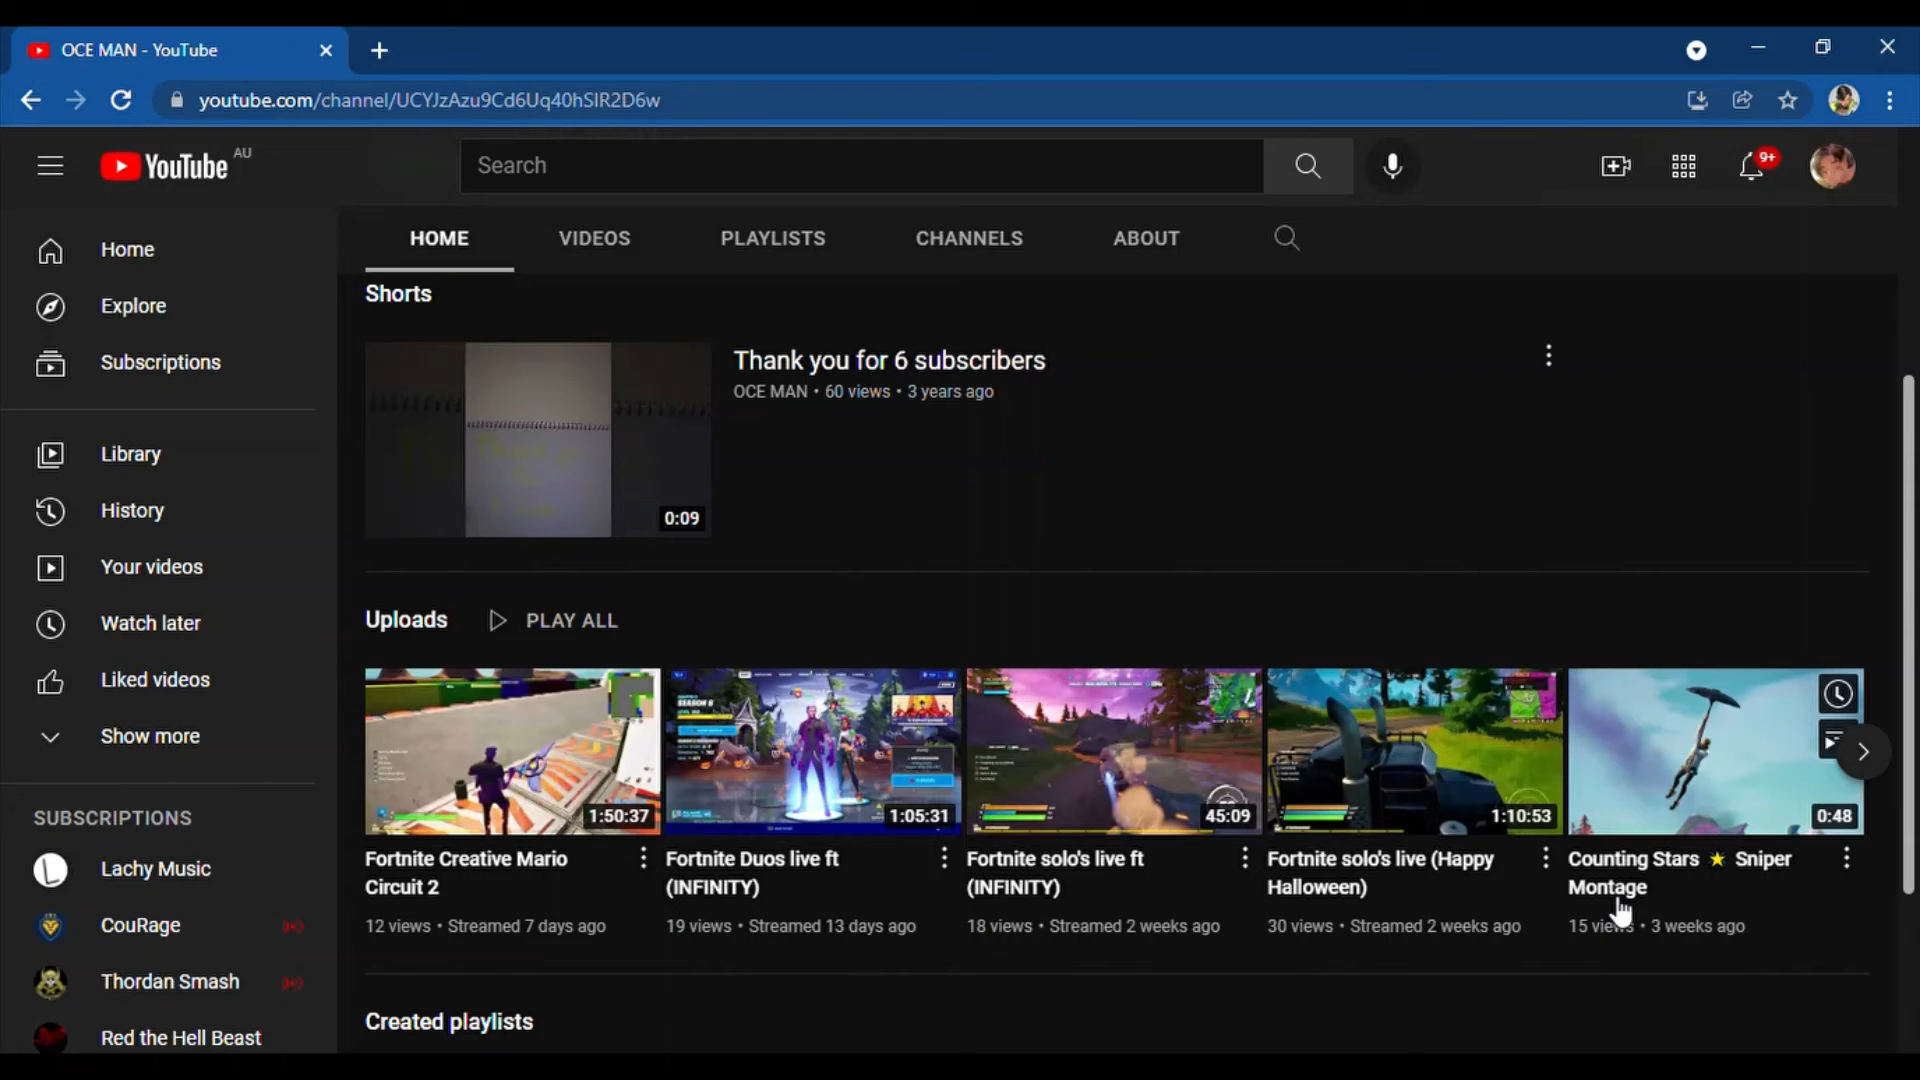 OCE MAN - YouTube
youtube.com/channel/UCYJzAzu9Cd6Uq40hSIR2D6w
YouTube AU
Search
9+
HOME VIDEOS PLAYLISTS CHANNELS ABOUT
Home
Explore
Subscriptions
Library
History
Your videos
Watch later
Liked videos
Show more
SUBSCRIPTIONS
Lachy Music
CouRage
Thordan Smash
Red the Hell Beast
Shorts
0:09
Thank you for 6 subscribers
OCE MAN • 60 views • 3 years ago
Uploads PLAY ALL
1:50:37
Fortnite Creative Mario
Circuit 2
12 views • Streamed 7 days ago
SEASON 8
1:05:31
Fortnite Duos live ft
(INFINITY)
19 views • Streamed 13 days ago
45:09
Fortnite solo's live ft
(INFINITY)
18 views • Streamed 2 weeks ago
1:10:53
Fortnite solo's live (Happy
Halloween)
30 views • Streamed 2 weeks ago
0:48
Counting Stars ⭐ Sniper
Montage
15 views • 3 weeks ago
Created playlists